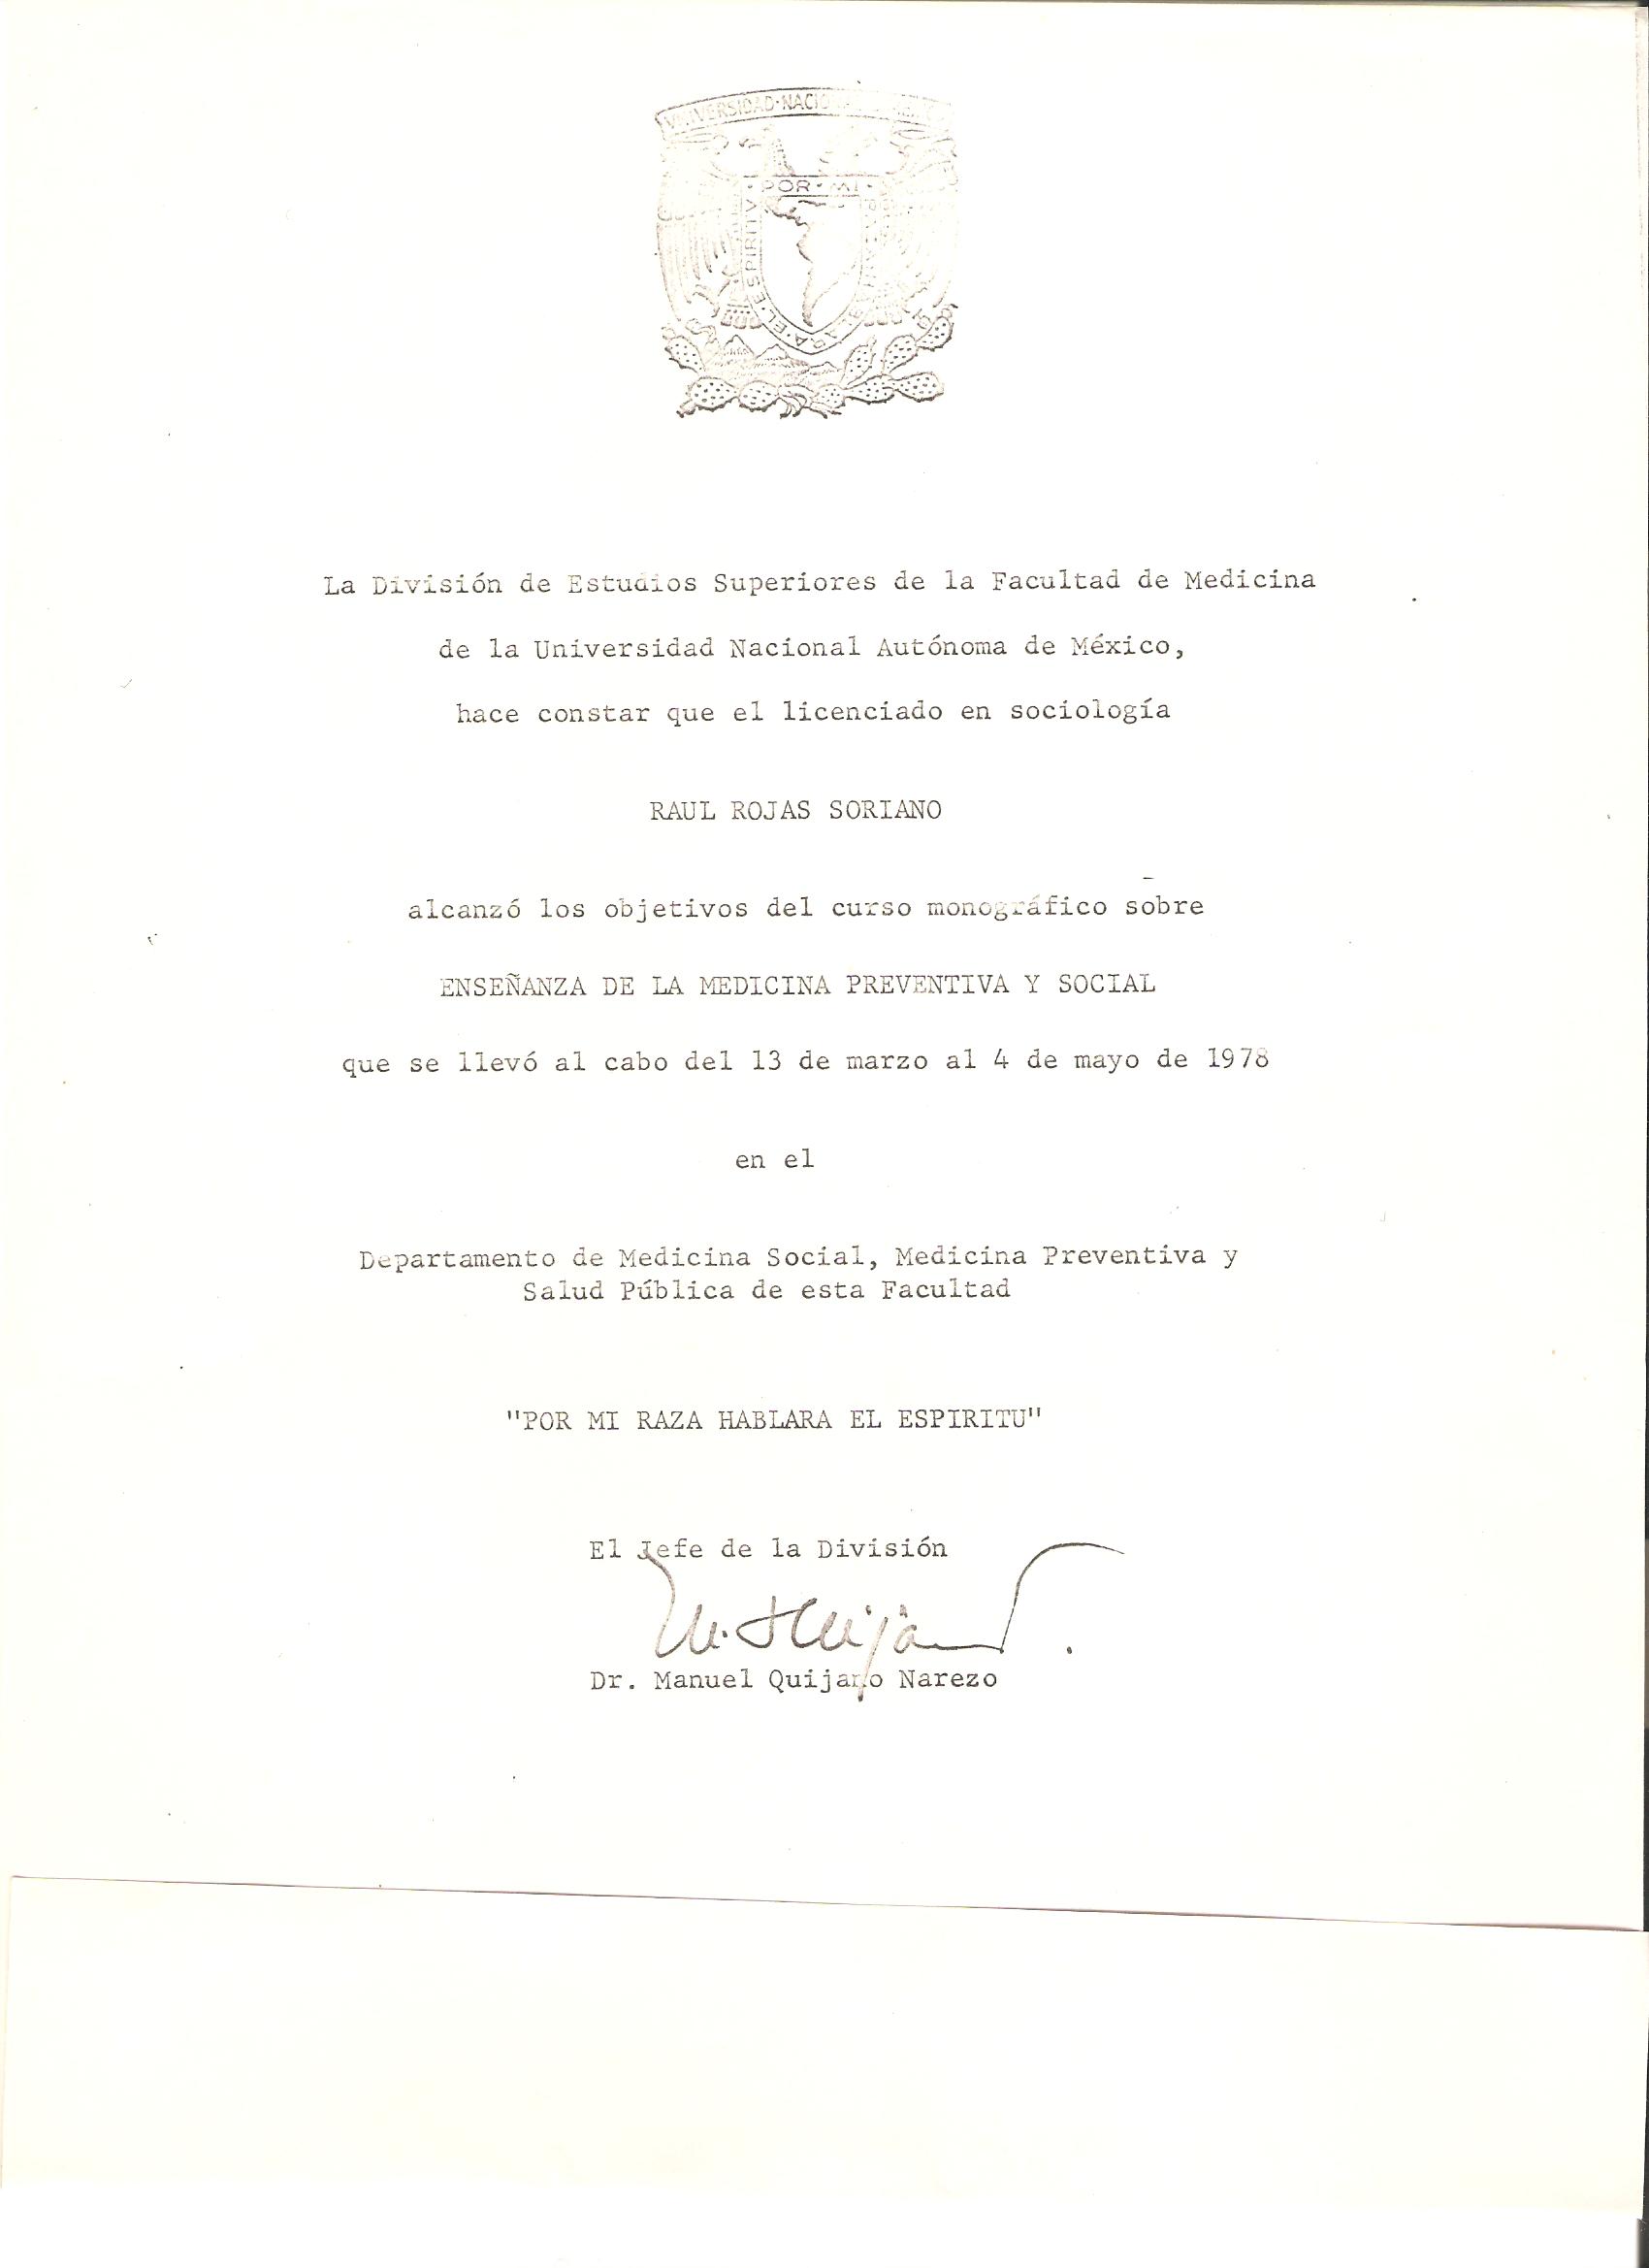 UNIVERSIDAD·NACIO
·POR·MI·
ESPIRITV
La División de Estudios Superiores de la Facultad de Medicina
de la Universidad Nacional Autónoma de México,
hace constar que el licenciado en sociología
RAUL ROJAS SORIANO
alcanzó los objetivos del curso monográfico sobre
ENSEÑANZA DE LA MEDICINA PREVENTIVA Y SOCIAL
que se llevó al cabo del 13 de marzo al 4 de mayo de 1978
en el
Departamento de Medicina Social, Medicina Preventiva y
Salud Pública de esta Facultad
"POR MI RAZA HABLARA EL ESPIRITU"
El Jefe de la División
Dr. Manuel Quijano Narezo